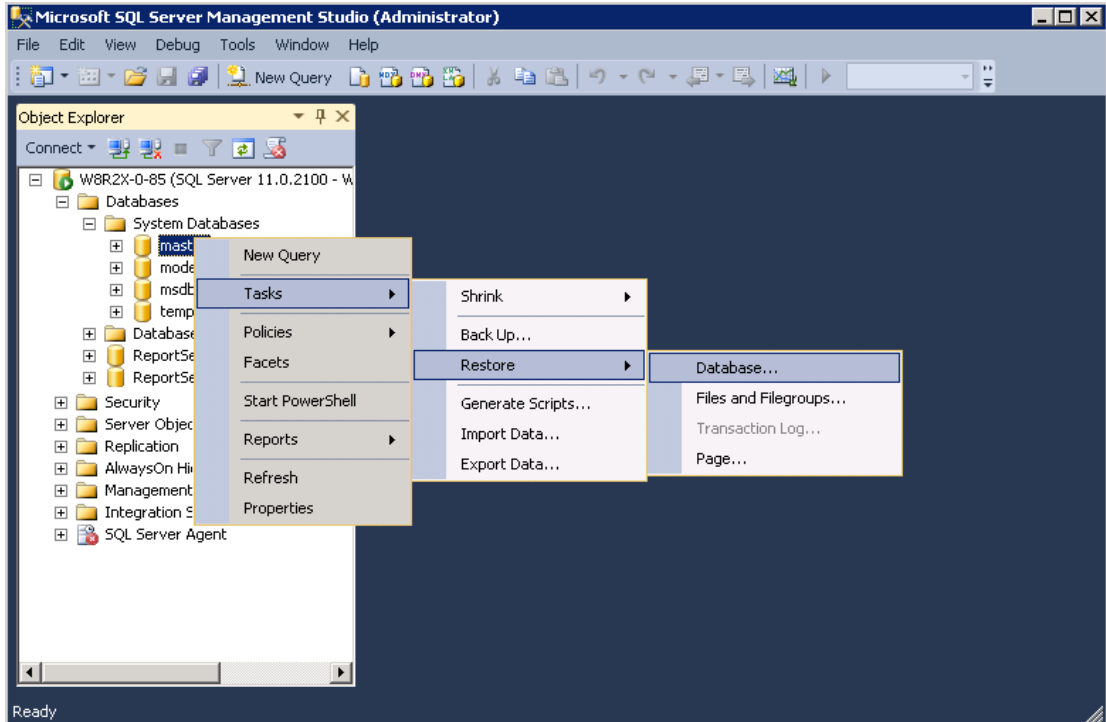 Microsoft SQL Server Management Studio (Administrator)
File Edit View Debug Tools Window Help
New Query
Object Explorer
Connect
W8R2X-0-85 (SQL Server 11.0.2100 - W
Databases
System Databases
mast
mode
msdb
temp
Database
ReportSe
ReportSe
Security
Server Objec
Replication
AlwaysOn Hi
Management
Integration S
SQL Server Agent
New Query
Tasks
Policies
Facets
Start PowerShell
Reports
Refresh
Properties
Shrink
Back Up...
Restore
Generate Scripts...
Import Data...
Export Data...
Database...
Files and Filegroups...
Transaction Log...
Page...
Ready